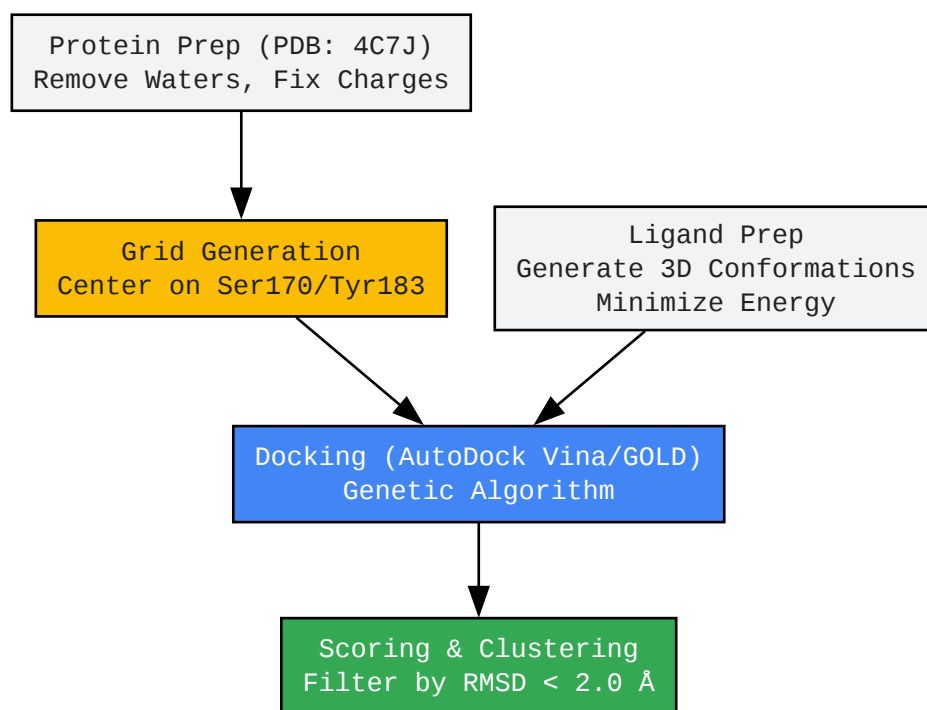 Protein Prep (PDB: 4C7J)
Remove Waters, Fix Charges
Grid Generation
Center on Ser170/Tyr183
Ligand Prep
Generate 3D Conformations
Minimize Energy
Docking (AutoDock Vina/GOLD)
Genetic Algorithm
Scoring & Clustering
Filter by RMSD < 2.0 Å